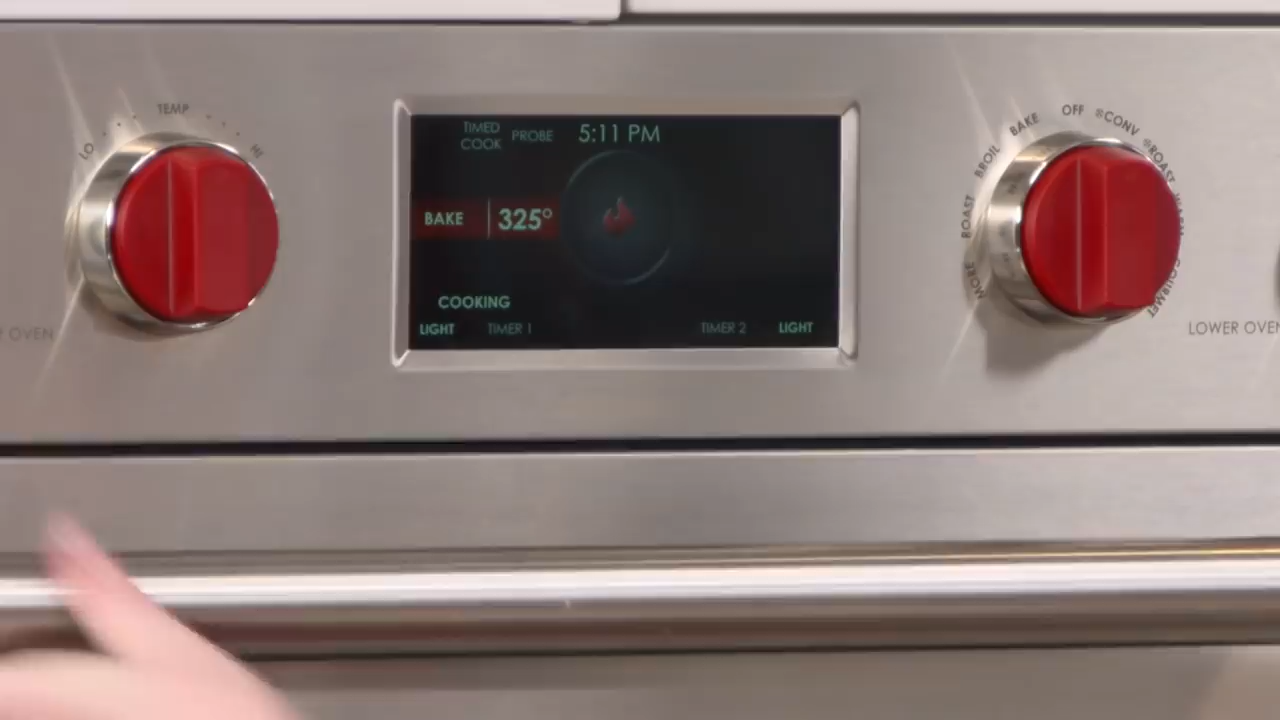 TEMP
LO
HI
OVEN
TIMED
COOK
PROBE
5:11 PM
BAKE
325°
COOKING
LIGHT
TIMER 1
TIMER 2
LIGHT
MORE
ROAST
BROIL
BAKE
OFF
CONV
ROAST
WARM
GOURMET
LOWER OVEN